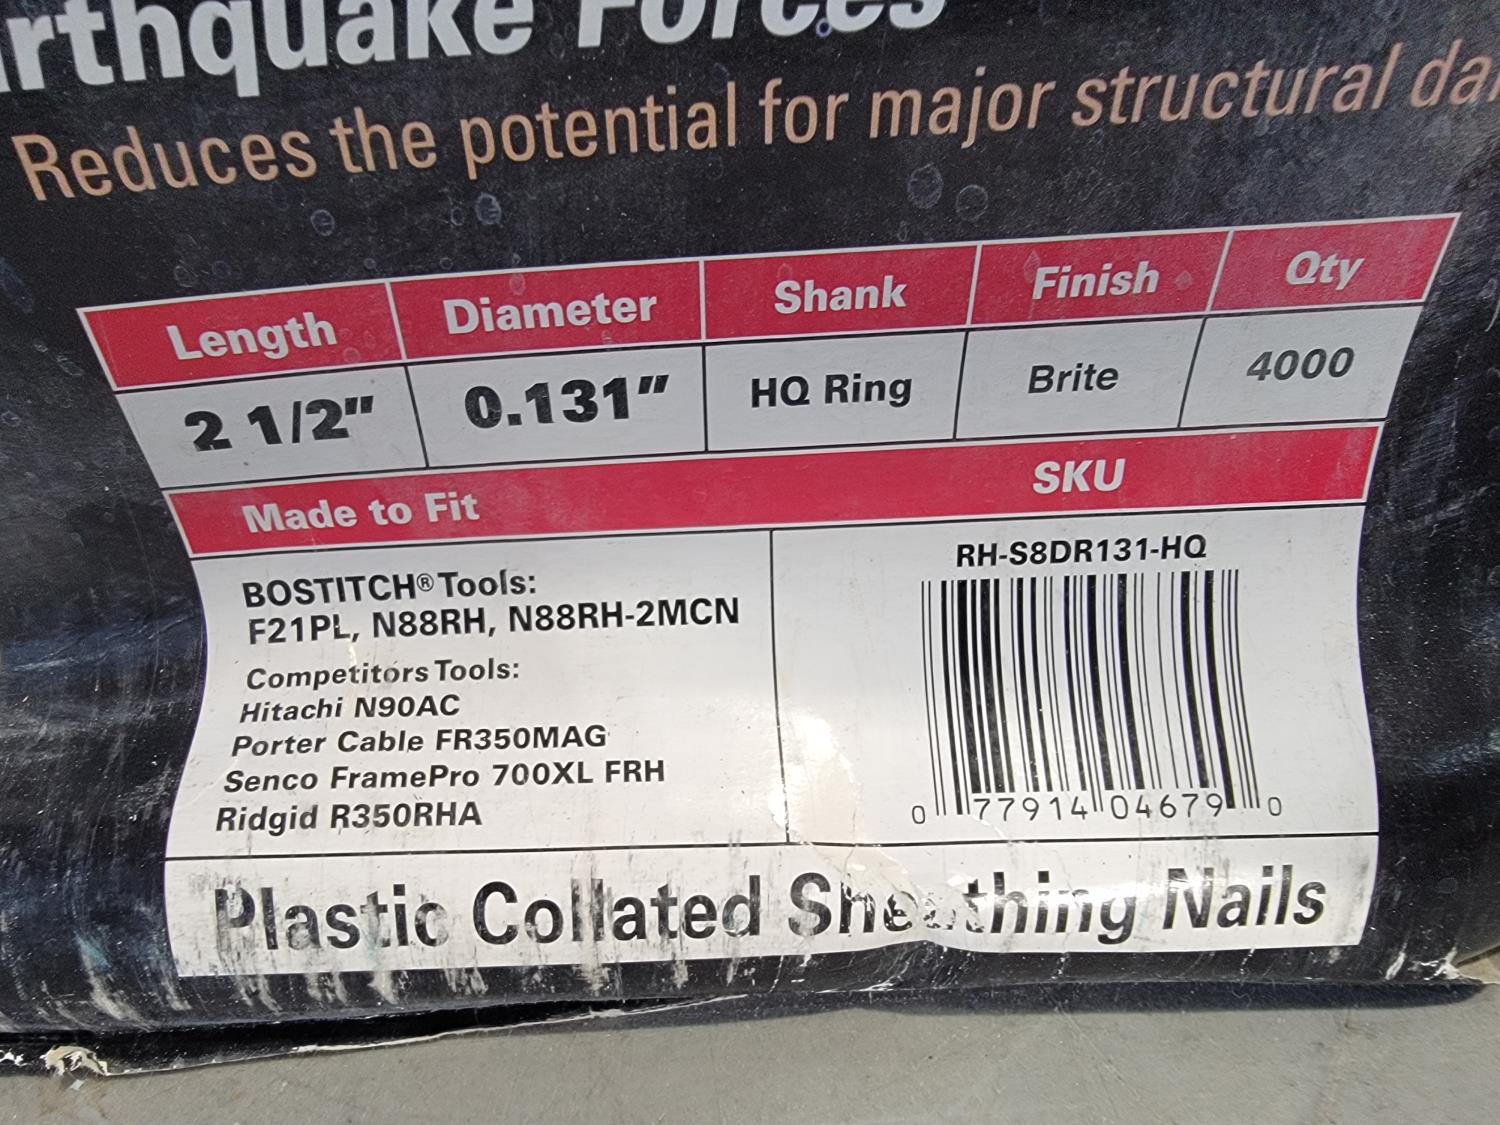 rthquake Forces
Reduces the potential for major structural da
Length Diameter Shank Finish Qty
2 1/2" 0.131" HQ Ring Brite 4000
Made to Fit SKU
BOSTITCH® Tools:
F21PL, N88RH, N88RH-2MCN
Competitors Tools:
Hitachi N90AC
Porter Cable FR350MAG
Senco FramePro 700XL FRH
Ridgid R350RHA
RH-S8DR131-HQ
0 77914 04679 0
Plastic Collated Sheathing Nails